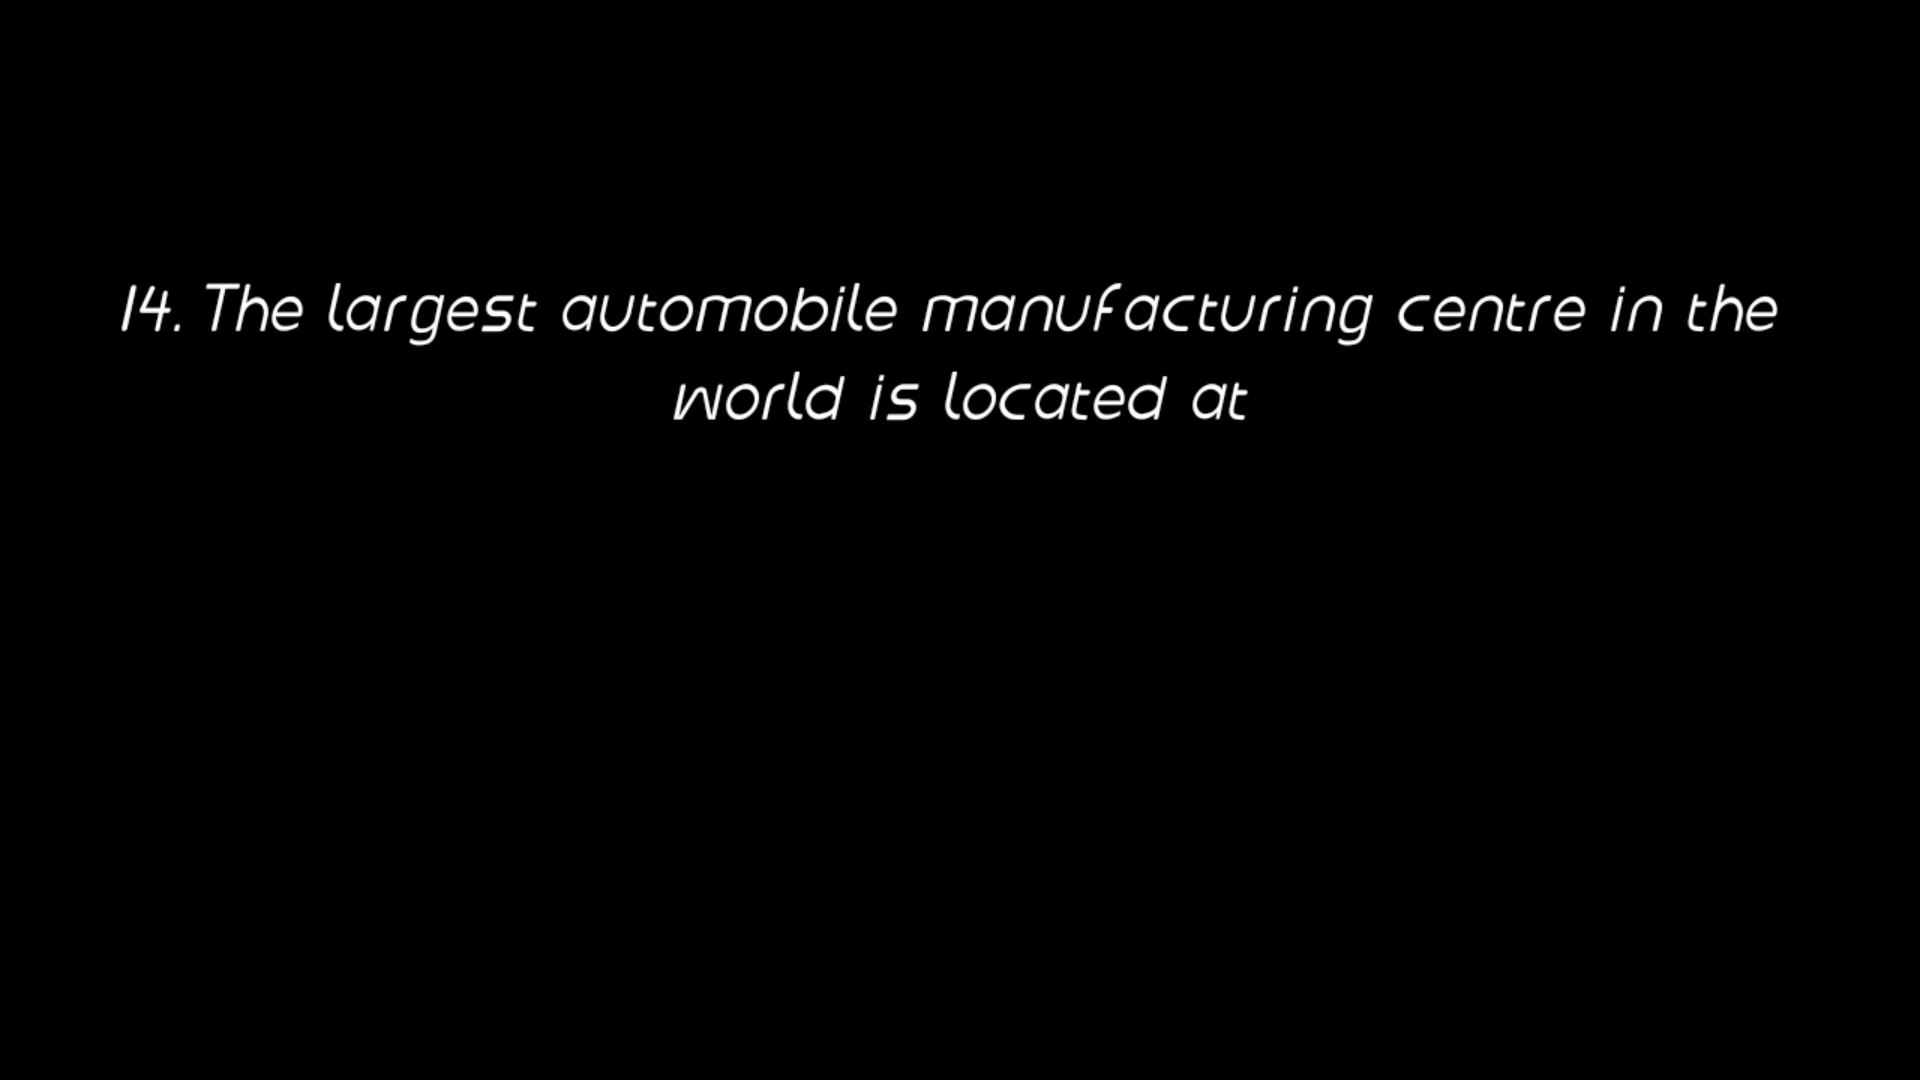 14. The largest automobile manufacturing centre in the
world is located at